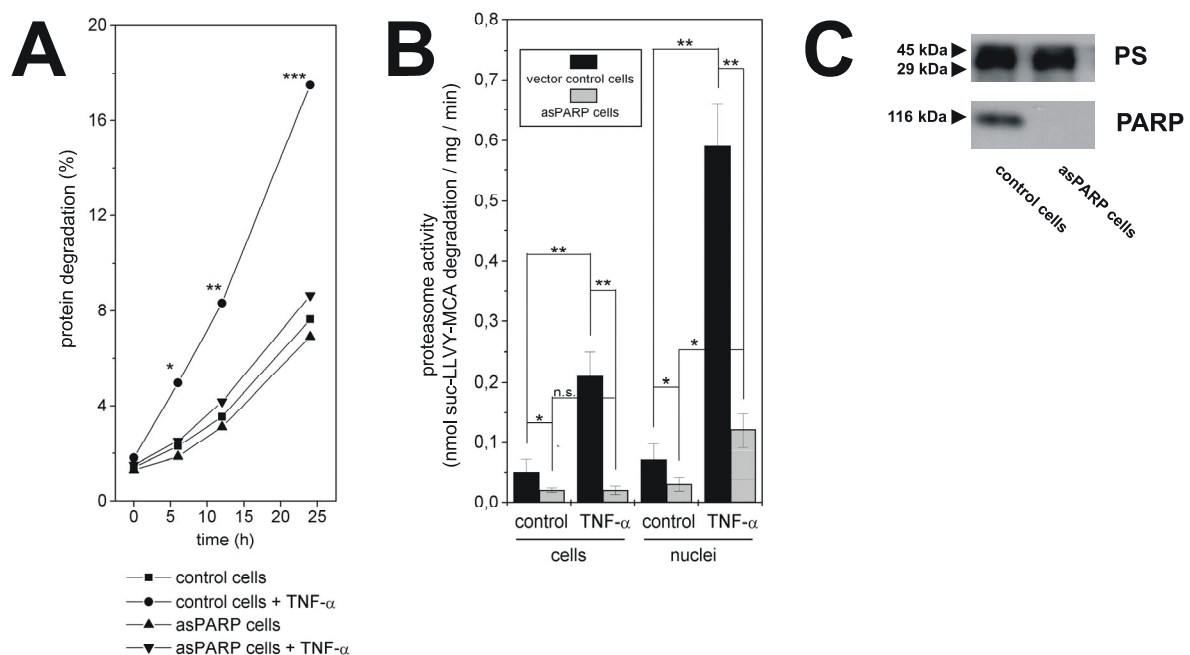 A
20
16
12
8
4
0
protein degradation (%)
0 5 10 15 20 25
time (h)
***
**
*
control cells
control cells + TNF-α
asPARP cells
asPARP cells + TNF-α
B
0,8
0,7
0,6
0,5
0,4
0,3
0,2
0,1
0,0
proteasome activity
(nmol suc-LLVY-MCA degradation / mg / min)
vector control cells
asPARP cells
**
**
**
**
*
n.s.
*
*
control TNF-α control TNF-α
cells nuclei
C
45 kDa
29 kDa
PS
116 kDa
PARP
control cells
asPARP cells